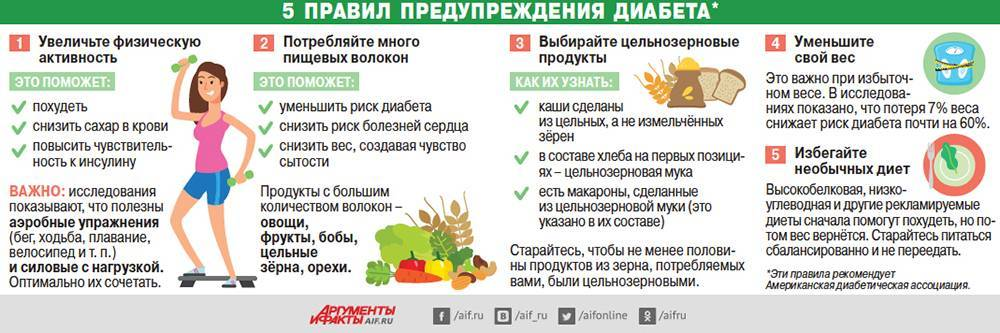 5 ПРАВИЛ ПРЕДУПРЕЖДЕНИЯ ДИАБЕТА*
1 Увеличьте физическую
активность
ЭТО ПОМОЖЕТ:
похудеть
снизить сахар в крови
повысить чувствитель-
ность к инсулину
ВАЖНО: исследования
показывают, что полезны
аэробные упражнения
(бег, ходьба, плавание,
велосипед и т. п.)
и силовые с нагрузкой.
Оптимально их сочетать.
2 Потребляйте много
пищевых волокон
ЭТО ПОМОЖЕТ:
уменьшить риск диабета
снизить риск болезней сердца
снизить вес, создавая чувство
сытости
Продукты с большим
количеством волокон –
овощи,
фрукты, бобы,
цельные
зёрна, орехи.
3 Выбирайте цельнозерновые
продукты
КАК ИХ УЗНАТЬ:
каши сделаны
из цельных, а не измельчённых
зёрен
в составе хлеба на первых позици-
ях – цельнозерновая мука
есть макароны, сделанные
из цельнозерновой муки (это
указано в их составе)
Старайтесь, чтобы не менее полови-
ны продуктов из зерна, потребляемых
вами, были цельнозерновыми.
4 Уменьшите
свой вес
Это важно при избыточ-
ном весе. В исследова-
ниях показано, что потеря 7% веса
снижает риск диабета почти на 60%.
5 Избегайте
необычных диет
Высокобелковая, низко-
углеводная и другие рекламируемые
диеты сначала помогут похудеть, но по-
том вес вернётся. Старайтесь питаться
сбалансированно и не переедать.
*Эти правила рекомендует
Американская диабетическая ассоциация.
АРГУМЕНТЫ
И ФАКТЫ AIF.RU
/aif.ru /aif_ru /aifonline /aifru